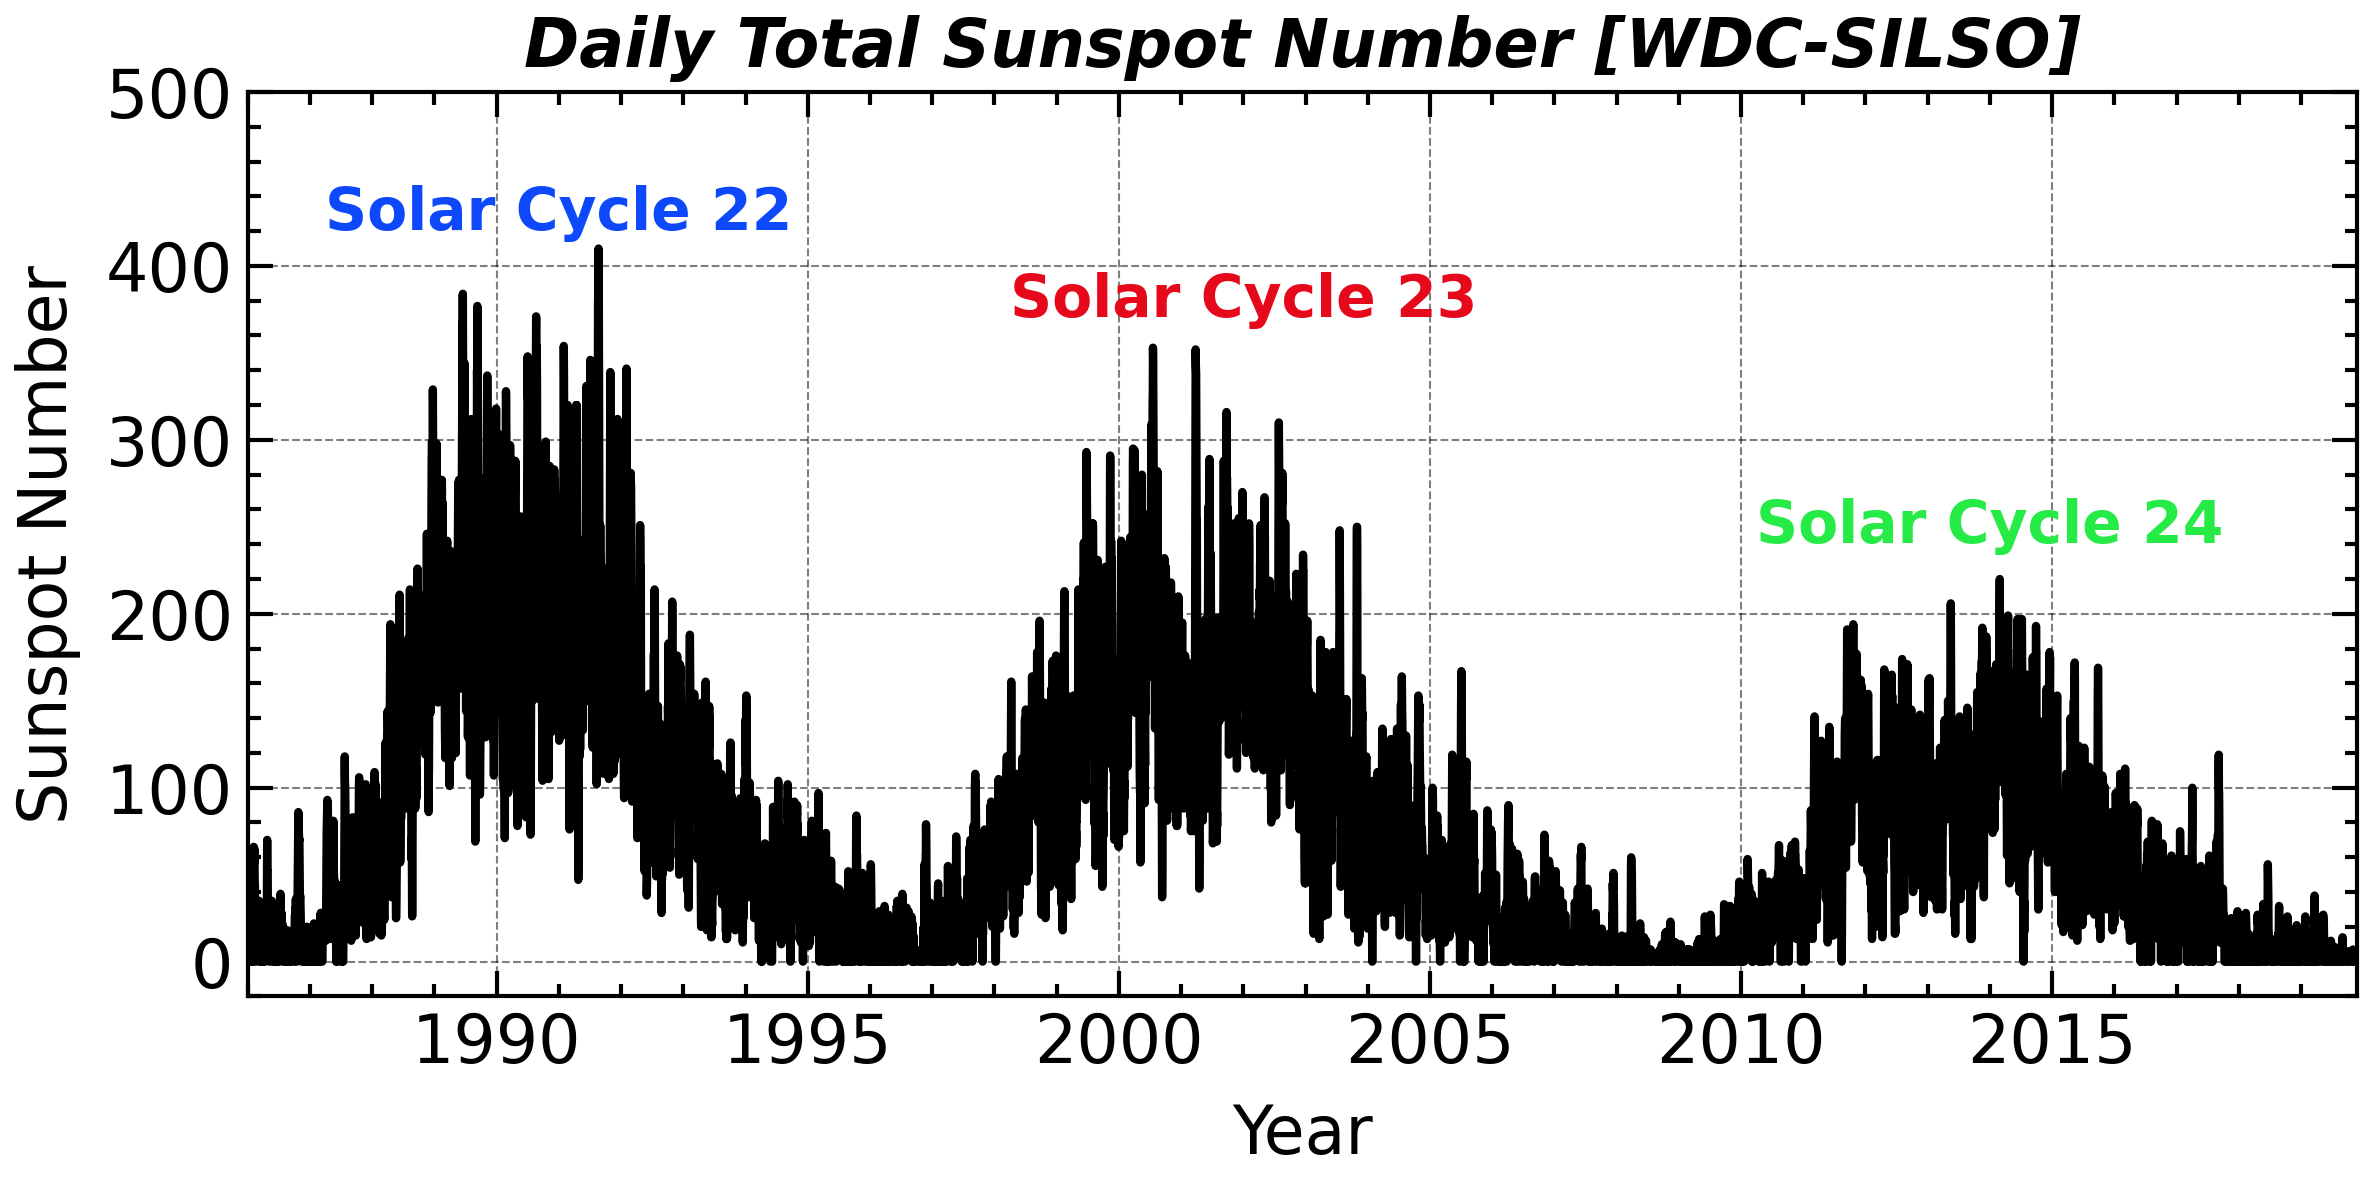 Daily Total Sunspot Number [WDC-SILSO]
500
400
300
200
100
0
Sunspot Number
Solar Cycle 22
Solar Cycle 23
Solar Cycle 24
1990 1995 2000 2005 2010 2015
Year